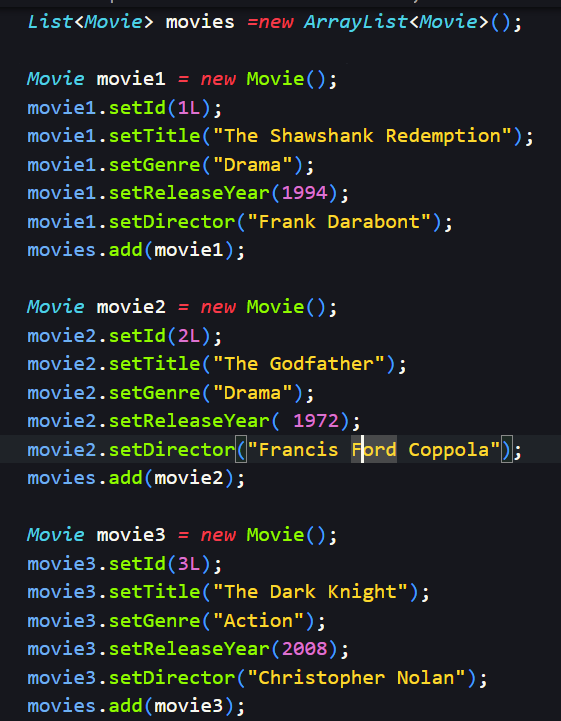 List<Movie> movies =new ArrayList<Movie>();
Movie movie1 = new Movie();
movie1.setId(1L);
movie1.setTitle("The Shawshank Redemption");
movie1.setGenre("Drama");
movie1.setReleaseYear(1994);
movie1.setDirector("Frank Darabont");
movies.add(movie1);
Movie movie2 = new Movie();
movie2.setId(2L);
movie2.setTitle("The Godfather");
movie2.setGenre("Drama");
movie2.setReleaseYear( 1972);
movie2.setDirector("Francis Ford Coppola");
movies.add(movie2);
Movie movie3 = new Movie();
movie3.setId(3L);
movie3.setTitle("The Dark Knight");
movie3.setGenre("Action");
movie3.setReleaseYear(2008);
movie3.setDirector("Christopher Nolan");
movies.add(movie3);